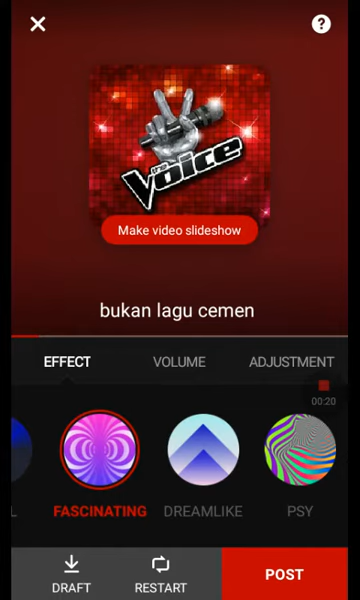 ?
THE
Voice
Make video slideshow
bukan lagu cemen
EFFECT VOLUME ADJUSTMENT
00:20
L FASCINATING DREAMLIKE PSY
DRAFT RESTART POST